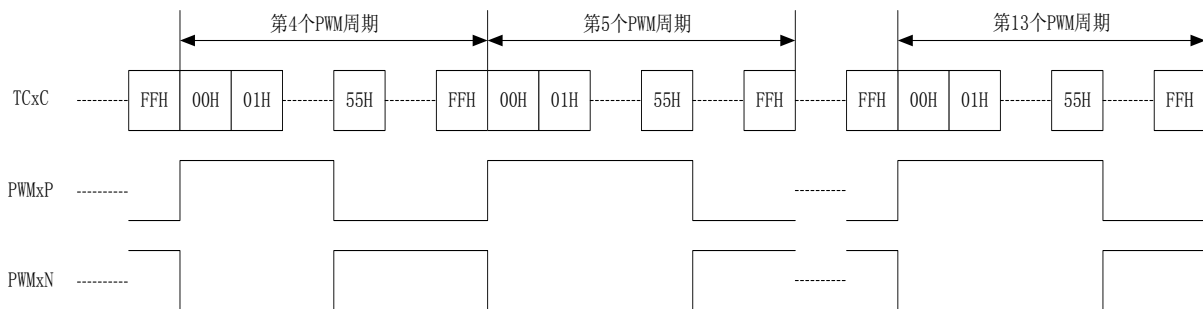 第4个PWM周期 第5个PWM周期 第13个PWM周期
TCxC FFH 00H 01H 55H FFH 00H 01H 55H FFH FFH 00H 01H 55H FFH
PWMxP
PWMxN